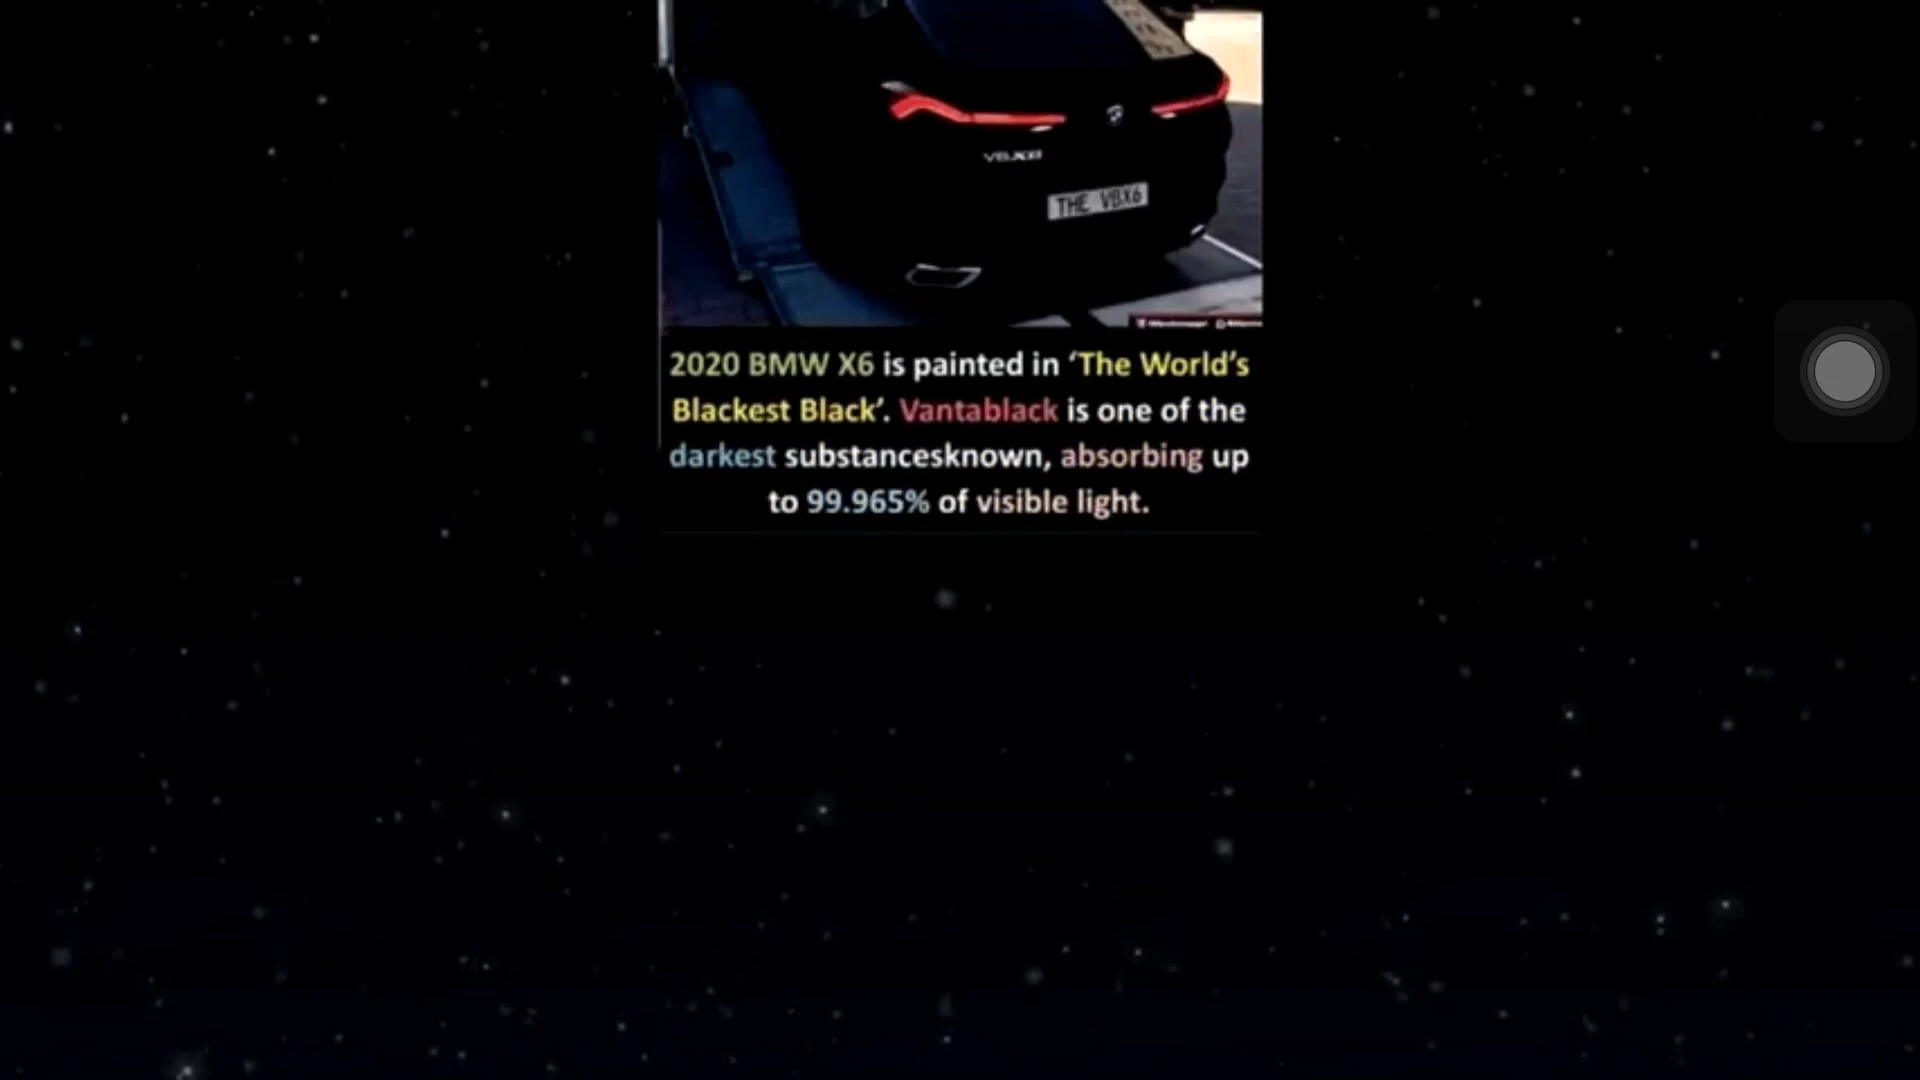 VBX6
THE VBX6
2020 BMW X6 is painted in ‘The World’s
Blackest Black’. Vantablack is one of the
darkest substancesknown, absorbing up
to 99.965% of visible light.